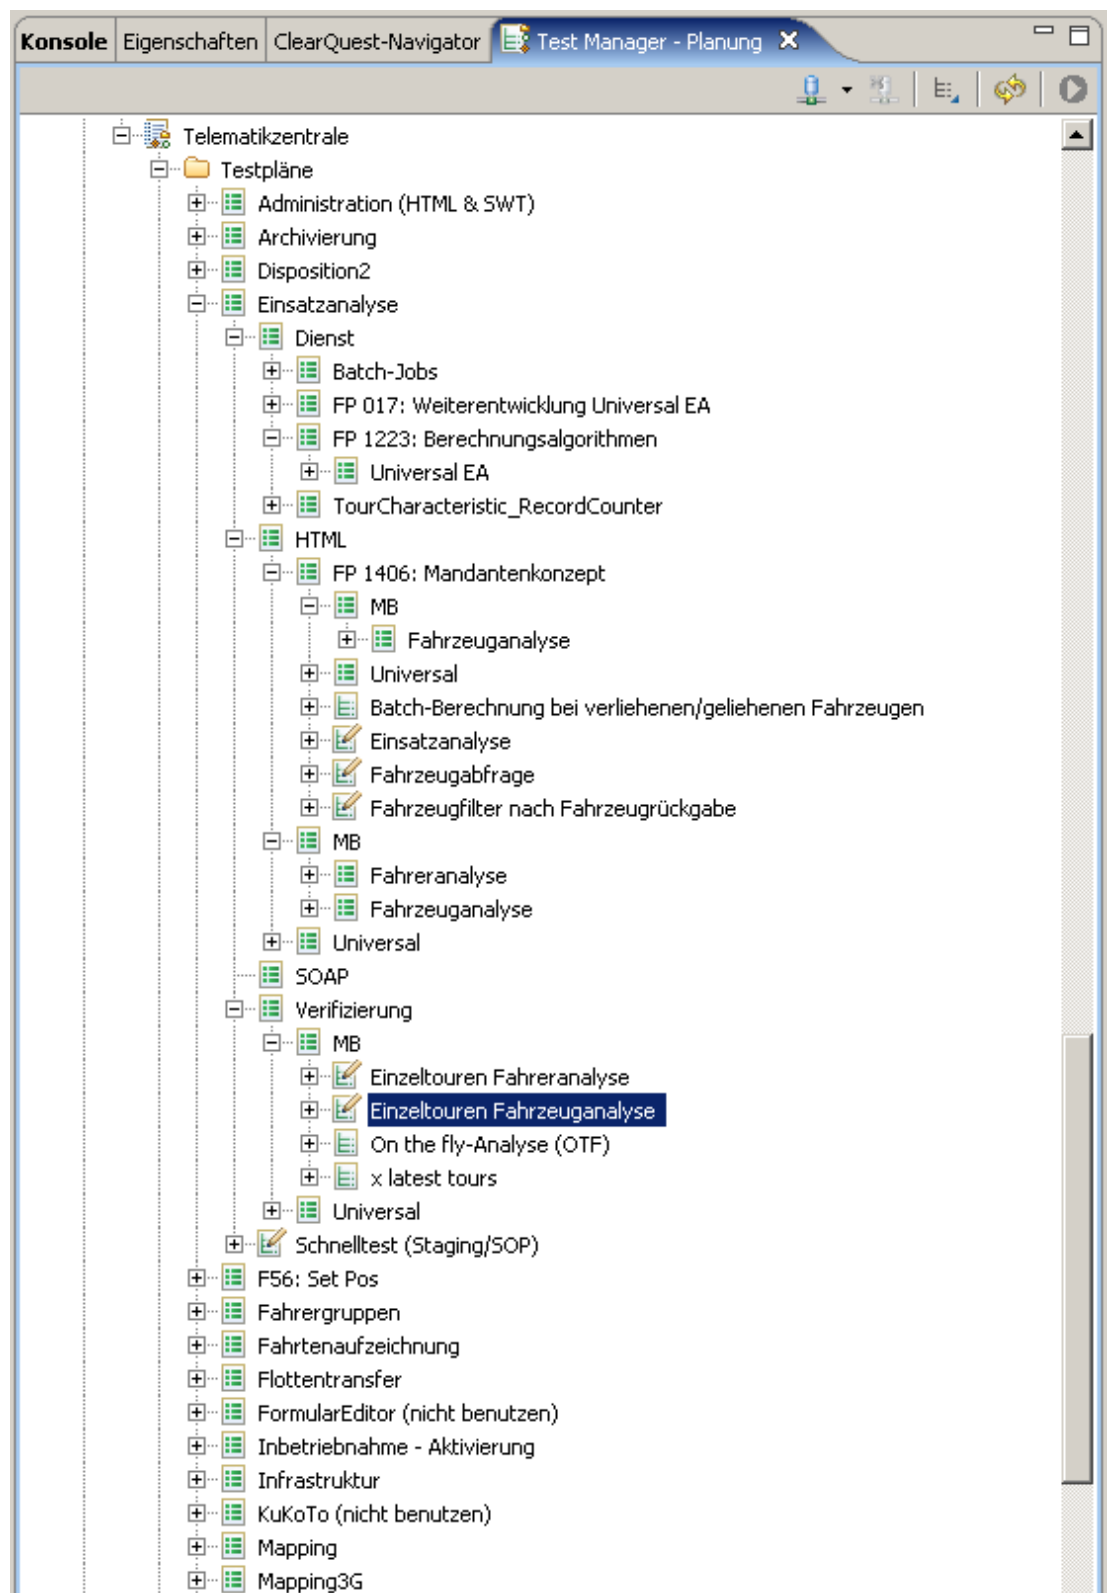 Konsole Eigenschaften ClearQuest-Navigator Test Manager - Planung
Telematikzentrale
Testpläne
Administration (HTML & SWT)
Archivierung
Disposition2
Einsatzanalyse
Dienst
Batch-Jobs
FP 017: Weiterentwicklung Universal EA
FP 1223: Berechnungsalgorithmen
Universal EA
TourCharacteristic_RecordCounter
HTML
FP 1406: Mandantenkonzept
MB
Fahrzeuganalyse
Universal
Batch-Berechnung bei verliehenen/geliehenen Fahrzeugen
Einsatzanalyse
Fahrzeugabfrage
Fahrzeugfilter nach Fahrzeugrückgabe
MB
Fahreranalyse
Fahrzeuganalyse
Universal
SOAP
Verifizierung
MB
Einzeltouren Fahreranalyse
Einzeltouren Fahrzeuganalyse
On the fly-Analyse (OTF)
x latest tours
Universal
Schnelltest (Staging/SOP)
F56: Set Pos
Fahrergruppen
Fahrtenaufzeichnung
Flottentransfer
FormularEditor (nicht benutzen)
Inbetriebnahme - Aktivierung
Infrastruktur
KuKoTo (nicht benutzen)
Mapping
Mapping3G